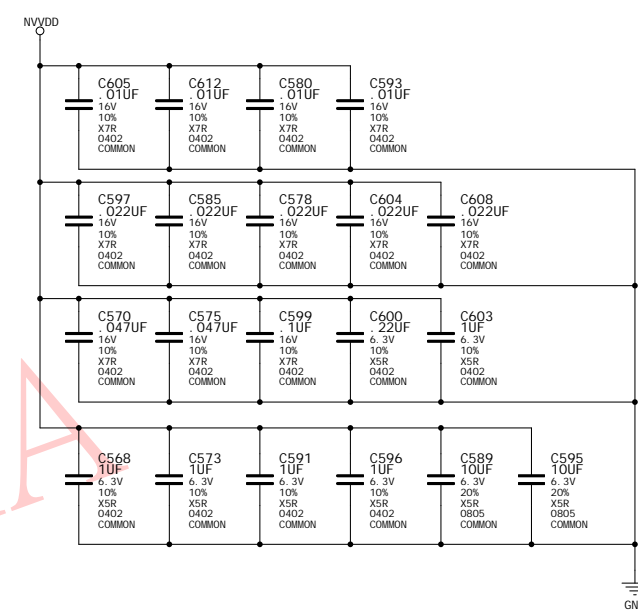 NVVDD
C605 C612 C580 C593
.01UF .01UF .01UF .01UF
16V 16V 16V 16V
10% 10% 10% 10%
X7R X7R X7R X7R
0402 0402 0402 0402
COMMON COMMON COMMON COMMON
C597 C585 C578 C604 C608
.022UF .022UF .022UF .022UF .022UF
16V 16V 16V 16V 16V
10% 10% 10% 10% 10%
X7R X7R X7R X7R X7R
0402 0402 0402 0402 0402
COMMON COMMON COMMON COMMON COMMON
C570 C575 C599 C600 C603
.047UF .047UF .1UF .22UF 1UF
16V 16V 16V 6.3V 6.3V
10% 10% 10% 10% 10%
X7R X7R X7R X5R X5R
0402 0402 0402 0402 0402
COMMON COMMON COMMON COMMON COMMON
C568 C573 C591 C596 C589 C595
1UF 1UF 1UF 1UF 10UF 10UF
6.3V 6.3V 6.3V 6.3V 6.3V 6.3V
10% 10% 10% 10% 20% 20%
X5R X5R X5R X5R X5R X5R
0402 0402 0402 0402 0805 0805
COMMON COMMON COMMON COMMON COMMON COMMON
GN
A